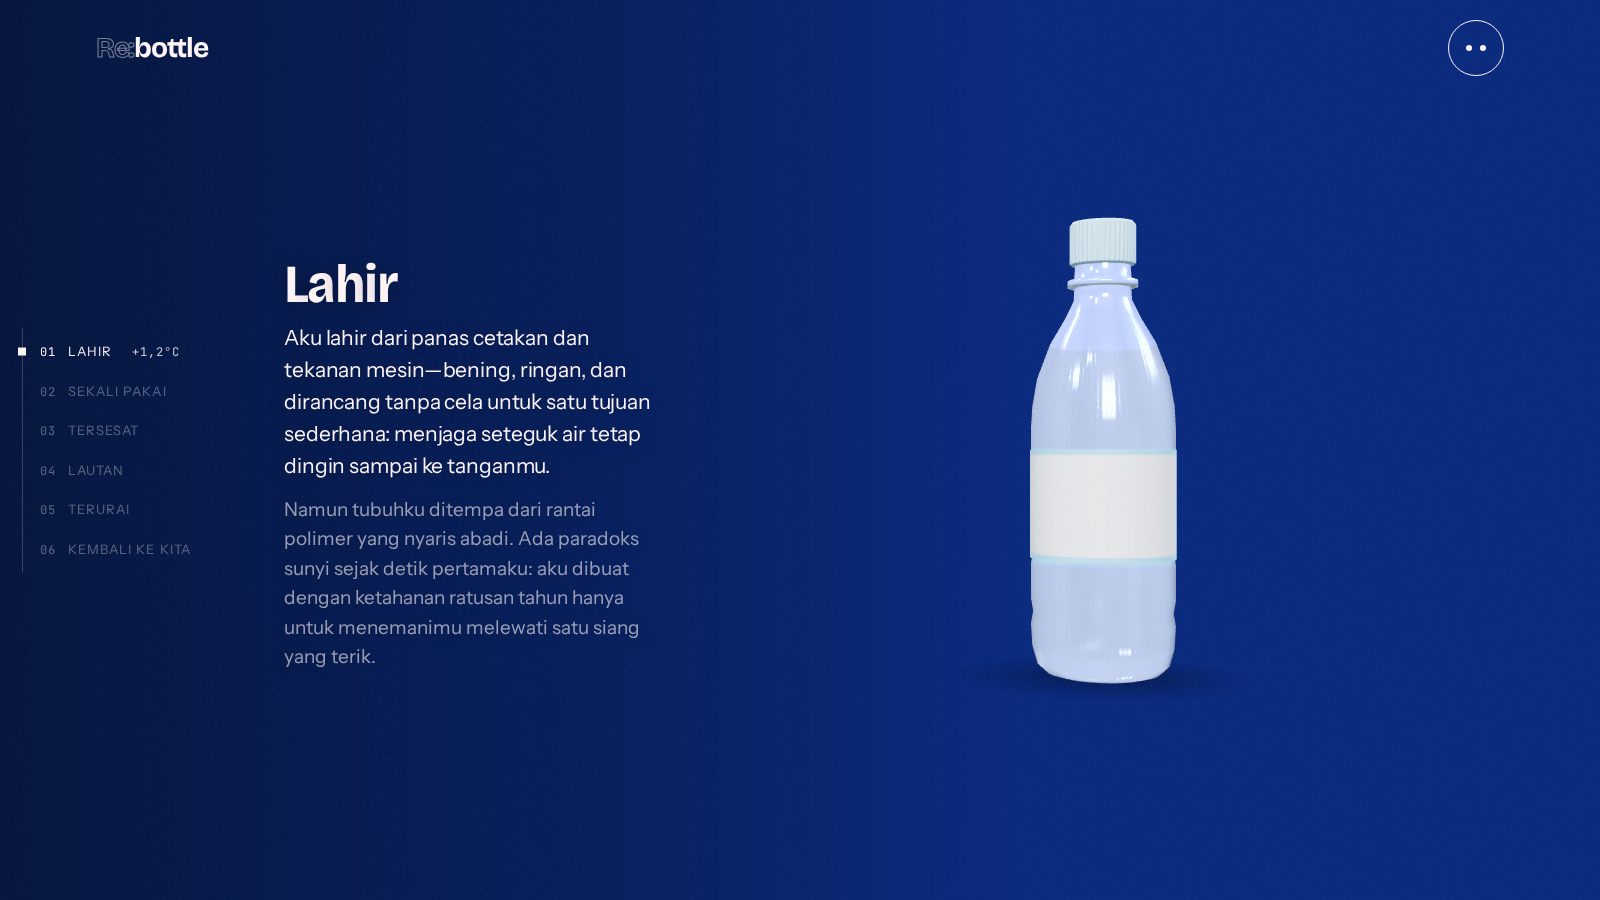 Re:bottle
Lahir
Aku lahir dari panas cetakan dan
tekanan mesin—bening, ringan, dan
dirancang tanpa cela untuk satu tujuan
sederhana: menjaga seteguk air tetap
dingin sampai ke tanganmu.
Namun tubuhku ditempa dari rantai
polimer yang nyaris abadi. Ada paradoks
sunyi sejak detik pertamaku: aku dibuat
dengan ketahanan ratusan tahun hanya
untuk menemanimu melewati satu siang
yang terik.
01 LAHIR +1,2°C
02 SEKALI PAKAI
03 TERSESAT
04 LAUTAN
05 TERURAI
06 KEMBALI KE KITA